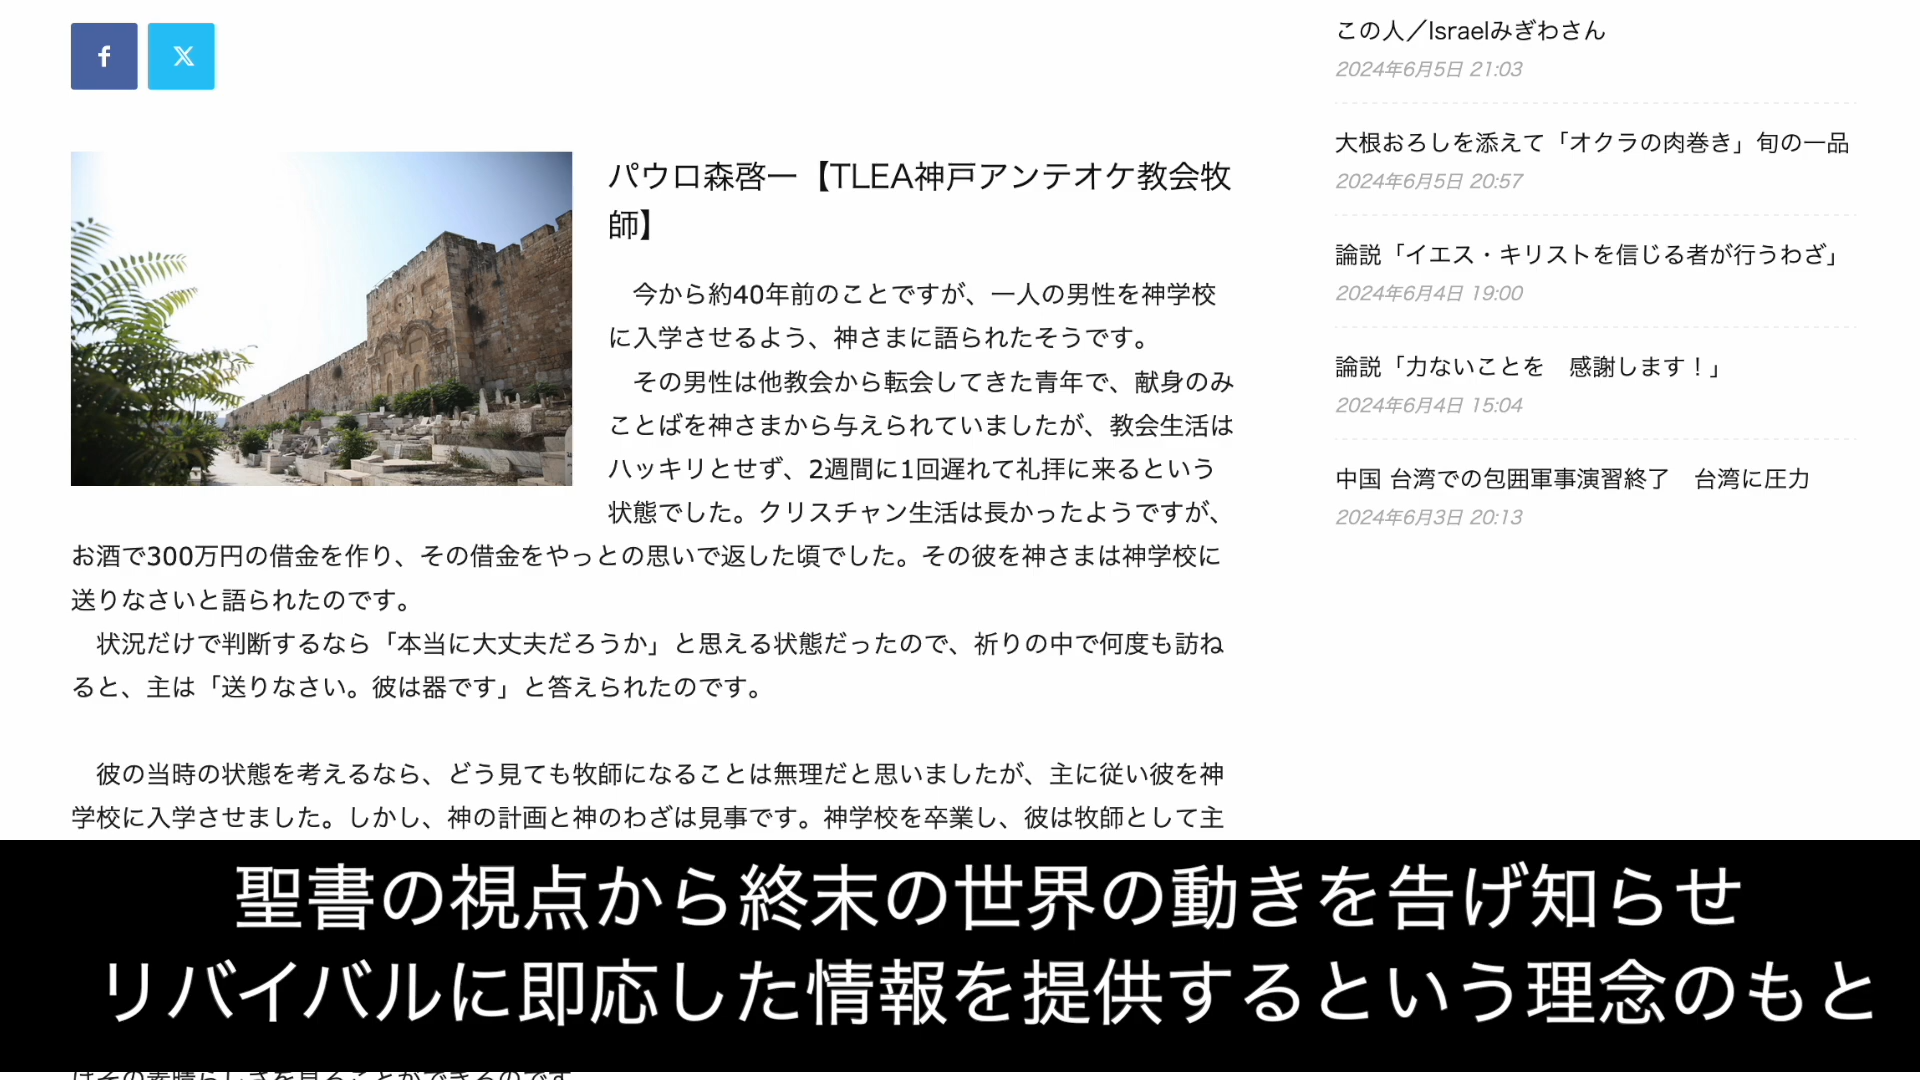 f
X
パウロ森啓一【TLEA神戸アンテオケ教会牧
師】
今から約40年前のことですが、一人の男性を神学校
に入学させるよう、神さまに語られたそうです。
その男性は他教会から転会してきた青年で、献身のみ
ことばを神さまから与えられていましたが、教会生活は
ハッキリとせず、2週間に1回遅れて礼拝に来るという
状態でした。クリスチャン生活は長かったようですが、
お酒で300万円の借金を作り、その借金をやっとの思いで返した頃でした。その彼を神さまは神学校に
送りなさいと語られたのです。
状況だけで判断するなら「本当に大丈夫だろうか」と思える状態だったので、祈りの中で何度も訪ね
ると、主は「送りなさい。彼は器です」と答えられたのです。
彼の当時の状態を考えるなら、どう見ても牧師になることは無理だと思いましたが、主に従い彼を神
学校に入学させました。しかし、神の計画と神のわざは見事です。神学校を卒業し、彼は牧師として主
この人／Israelみぎわさん
2024年6月5日 21:03
大根おろしを添えて「オクラの肉巻き」旬の一品
2024年6月5日 20:57
論説「イエス・キリストを信じる者が行うわざ」
2024年6月4日 19:00
論説「力ないことを　感謝します！」
2024年6月4日 15:04
中国 台湾での包囲軍事演習終了　台湾に圧力
2024年6月3日 20:13
聖書の視点から終末の世界の動きを告げ知らせ
リバイバルに即応した情報を提供するという理念のもと